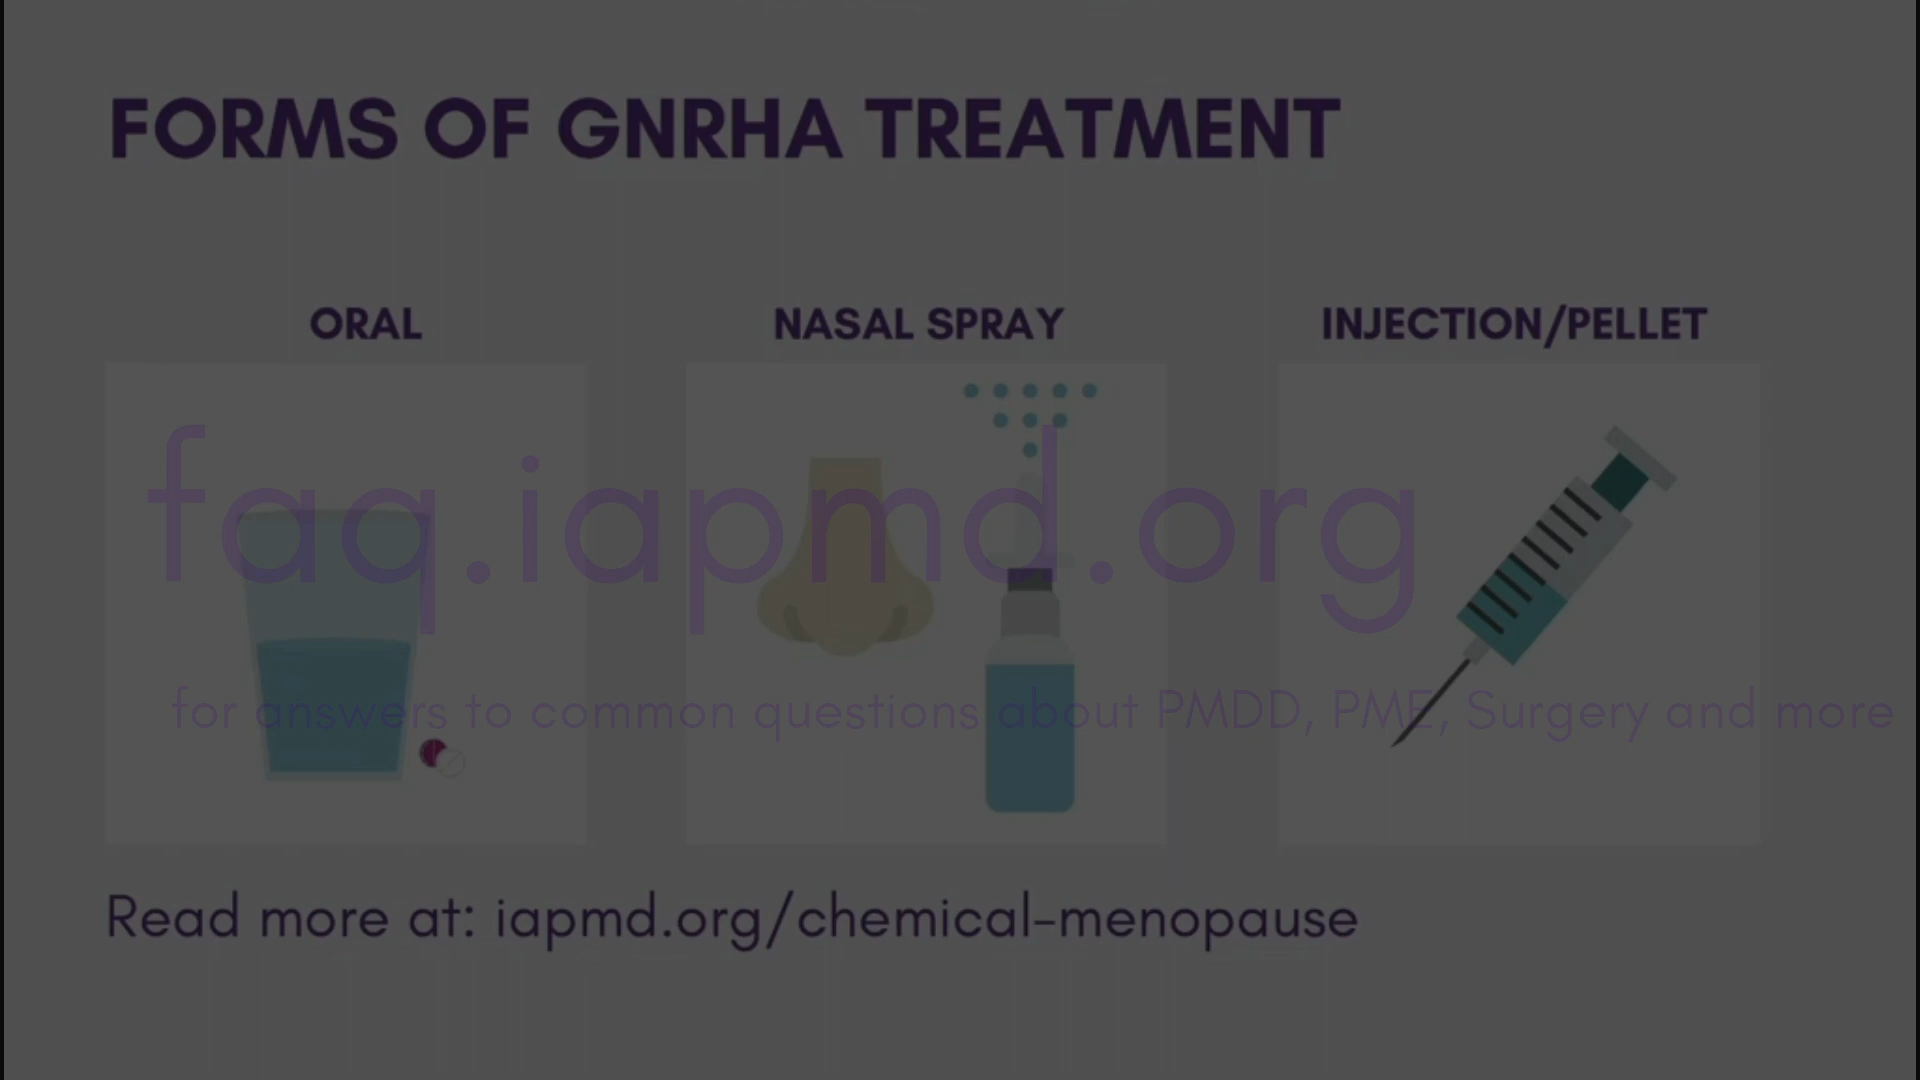 FORMS OF GNRHA TREATMENT
ORAL
NASAL SPRAY
INJECTION/PELLET
faq.iapmd.org
for answers to common questions about PMDD, PME, Surgery and more
Read more at: iapmd.org/chemical-menopause